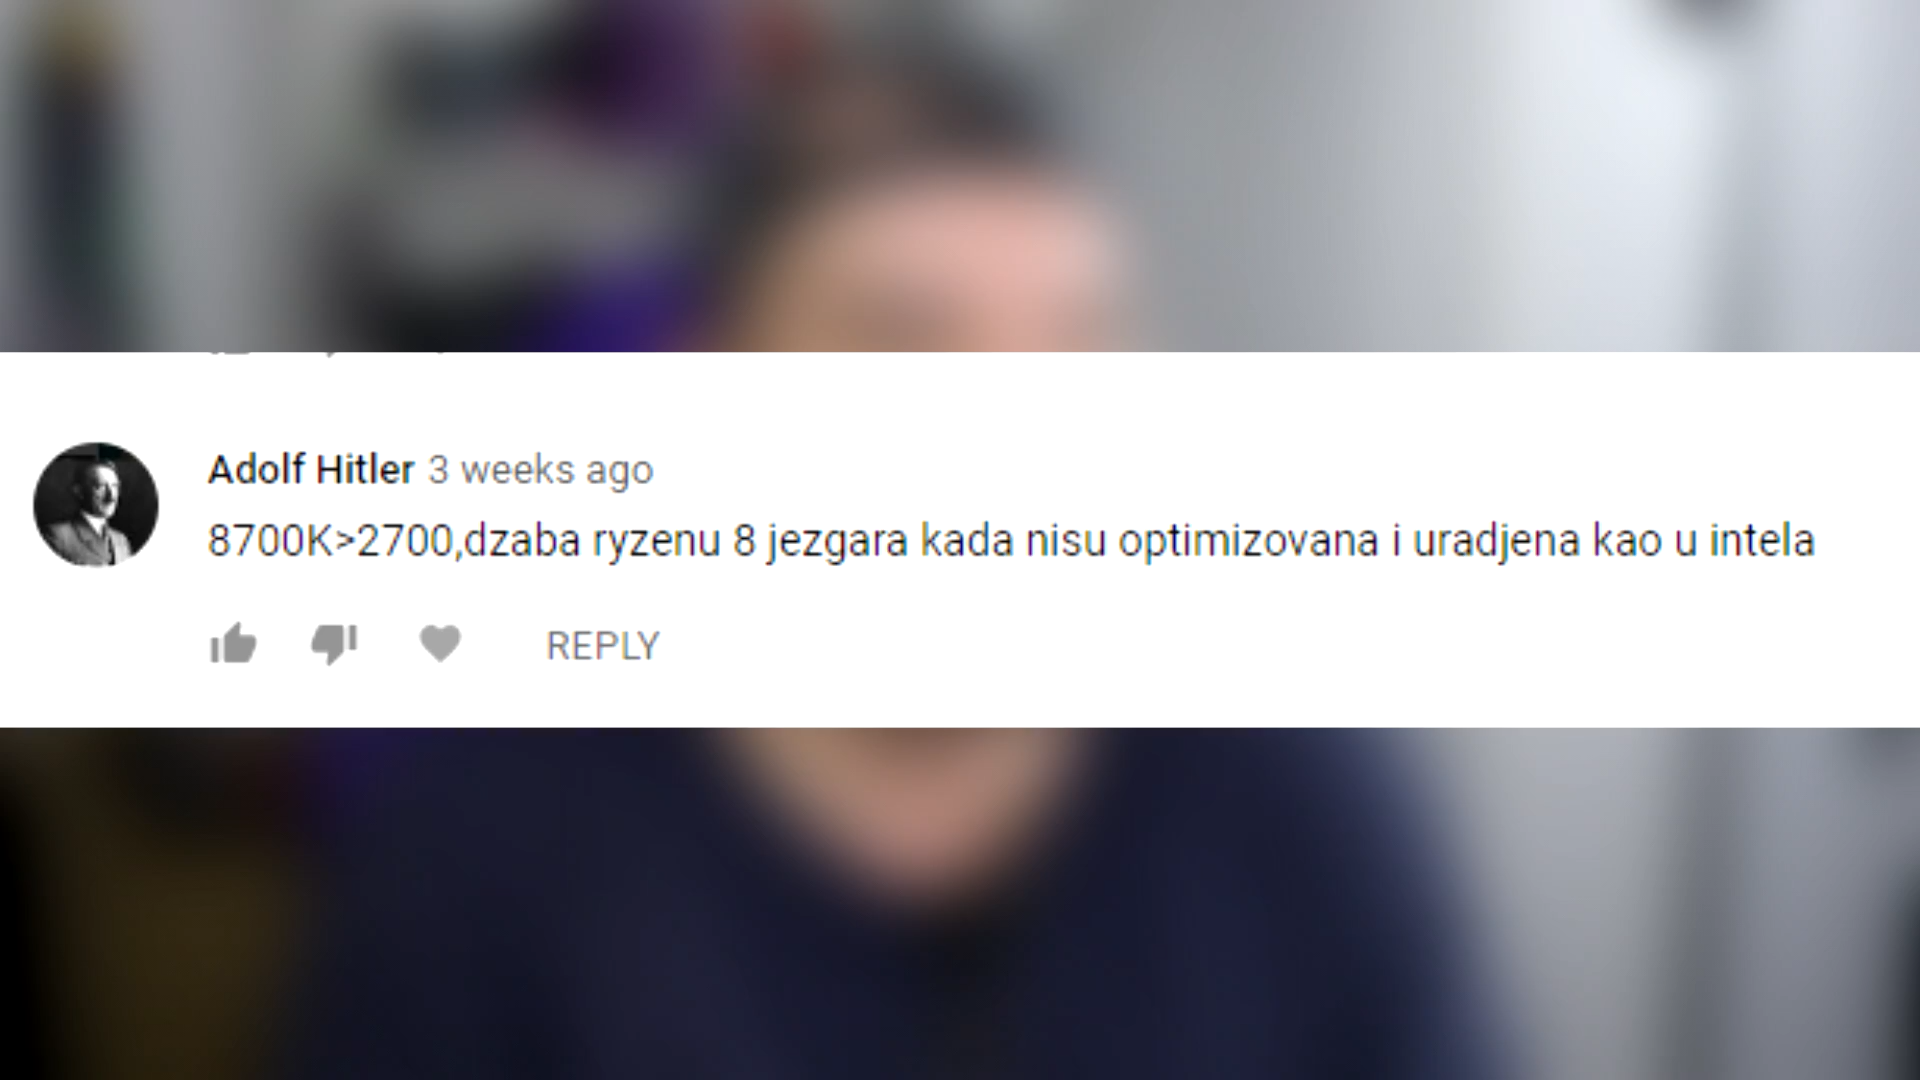 Adolf Hitler 3 weeks ago
8700K>2700,dzaba ryzenu 8 jezgara kada nisu optimizovana i uradjena kao u intela
REPLY